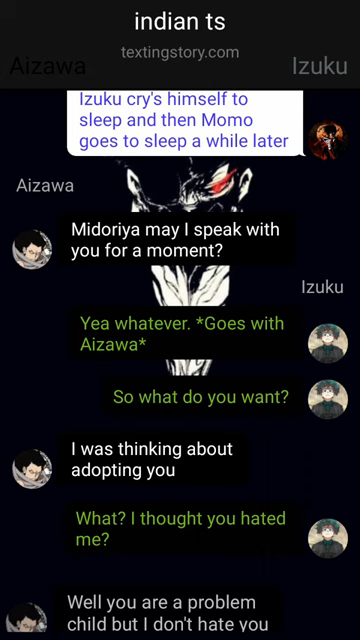 indian ts
textingstory.com
Aizawa
Izuku
Izuku cry's himself to
sleep and then Momo
goes to sleep a while later
Aizawa
Midoriya may I speak with
you for a moment?
Izuku
Yea whatever. *Goes with
Aizawa*
So what do you want?
I was thinking about
adopting you
What? I thought you hated
me?
Well you are a problem
child but I don't hate you